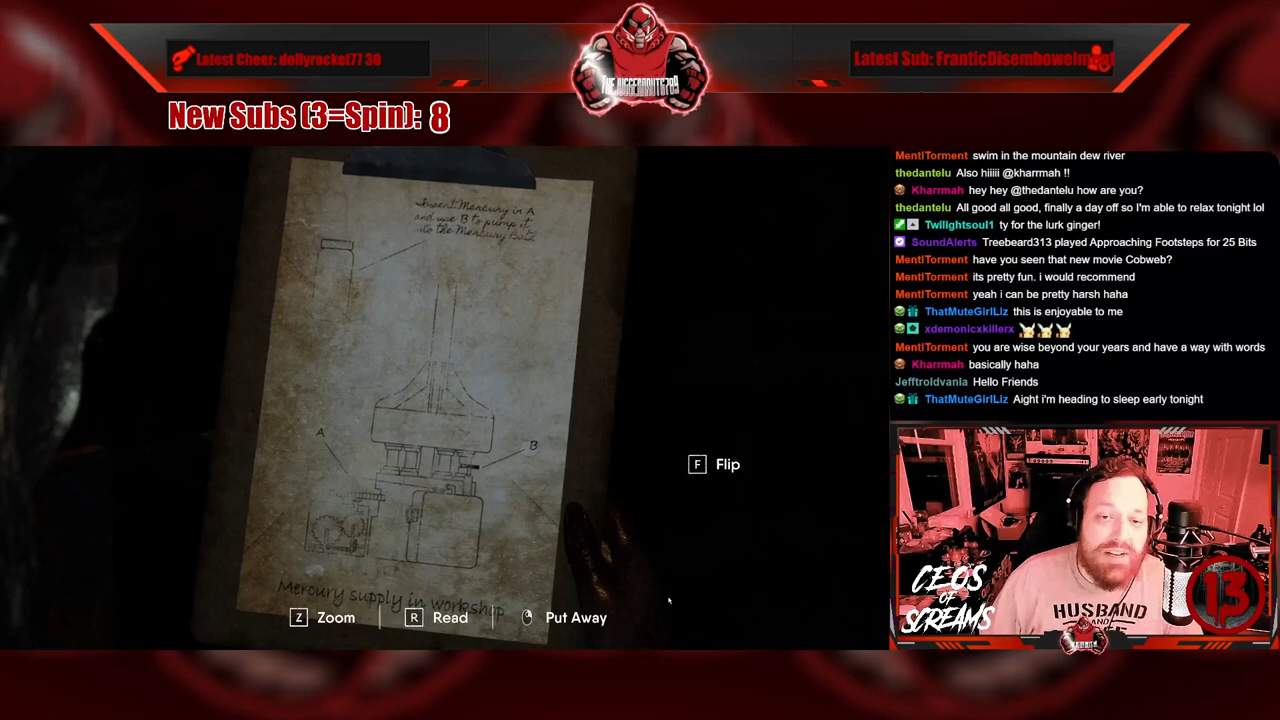 Latest Cheer: dollyrocket77 30
THEJUGGERNAUT6789
Latest Sub: FranticDisembowelment
New Subs (3=Spin): 8
Insert Mercury in A
and use B to pump it
into the Mercury Bath
A
B
Mercury supply in workshop
F Flip
Z Zoom
R Read
Put Away
MentlTorment swim in the mountain dew river
thedantelu Also hiiiii @kharrmah !!
Kharrmah hey hey @thedantelu how are you?
thedantelu All good all good, finally a day off so I'm able to relax tonight lol
Twilightsoul1 ty for the lurk ginger!
SoundAlerts Treebeard313 played Approaching Footsteps for 25 Bits
MentlTorment have you seen that new movie Cobweb?
MentlTorment its pretty fun. i would recommend
MentlTorment yeah i can be pretty harsh haha
ThatMuteGirlLiz this is enjoyable to me
xdemonicxkillerx
MentlTorment you are wise beyond your years and have a way with words
Kharrmah basically haha
Jefftroldvania Hello Friends
ThatMuteGirlLiz Aight i'm heading to sleep early tonight
CEOS
OF
SCREAMS
HUSBAND
AND
13